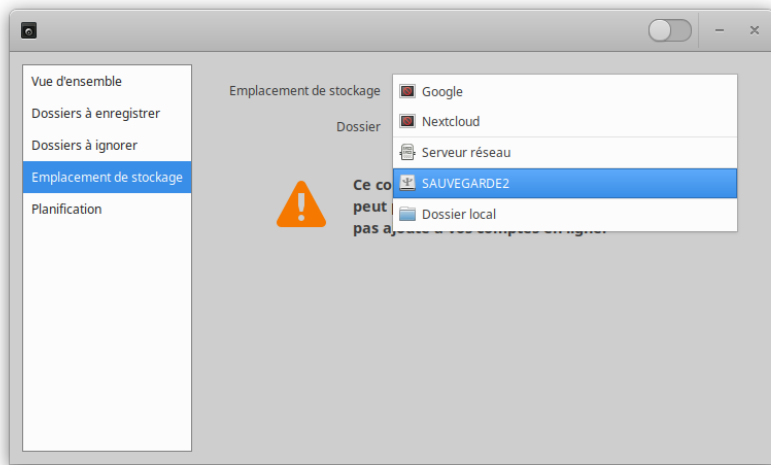 Vue d'ensemble
Dossiers à enregistrer
Dossiers à ignorer
Emplacement de stockage
Planification
Emplacement de stockage
Google
Dossier
Nextcloud
Serveur réseau
SAUVEGARDE2
Dossier local
Ce co
peut
pas ajouté à vos comptes en ligne.